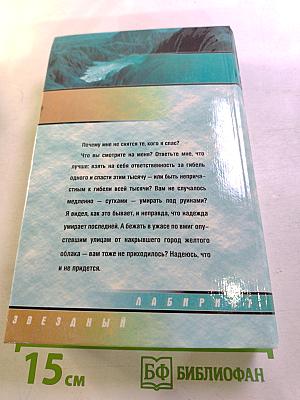 Почему мне не снятся те, кого я спас?
Что вы смотрите на меня? Ответьте мне, что
лучше: взять на себя ответственность за гибель
одного и спасти этим тысячу — или быть неприча-
стным к гибели всей тысячи? Вам не случалось
медленно — сутками — умирать под руинами?
Я видел, как это бывает, и неправда, что надежда
умирает последней. А бежать в ужасе по вмиг опу-
стевшим улицам от накрывшего город желтого
облака — вам тоже не приходилось? Надеюсь, что
и не придется.
ЛАБИРИНТ
ЗВЕЗДНЫЙ
15 см
БФ БИБЛИОФАН